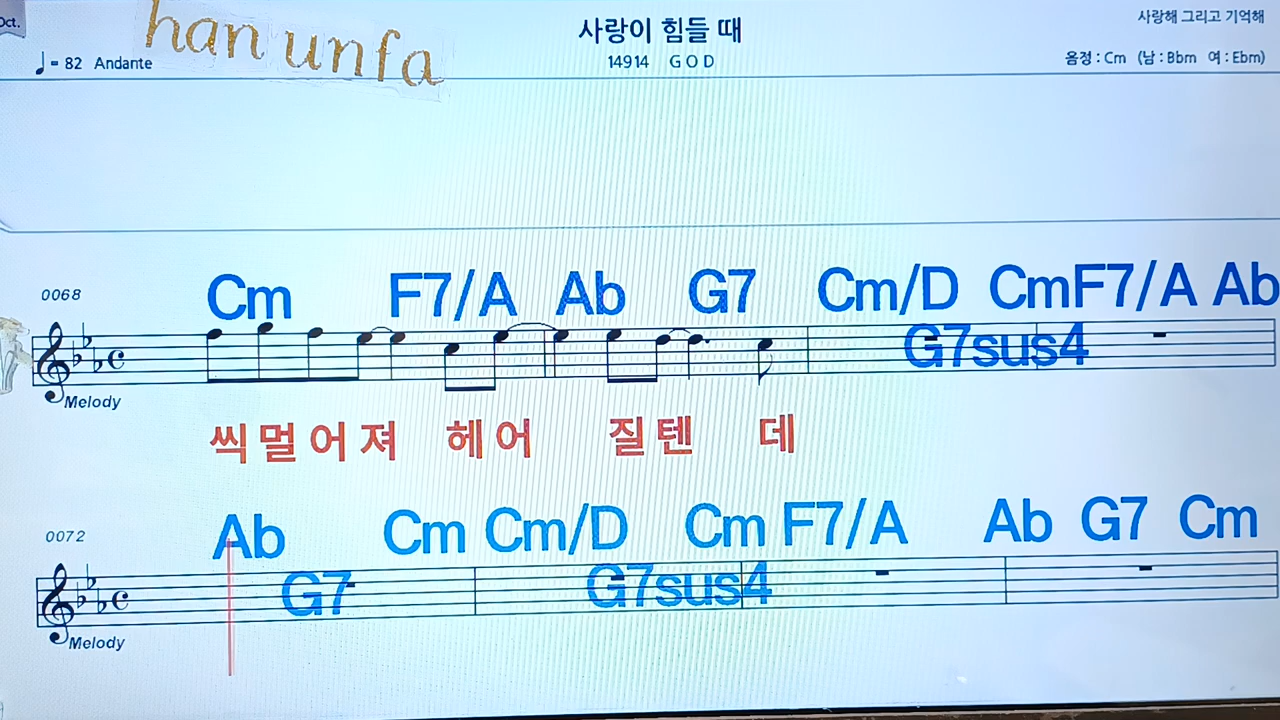 Oct.
han unfa
사랑이 힘들 때
사랑해 그리고 기억해
♩= 82 Andante
14914 G O D
음정 : Cm (남 : Bbm 여 : Ebm)
0068
Cm F7/A Ab G7 Cm/D Cm F7/A Ab
G7sus4
Melody
씩 멀 어 져 헤 어 질 텐 데
0072
Ab Cm Cm/D Cm F7/A Ab G7 Cm
G7 G7sus4
Melody